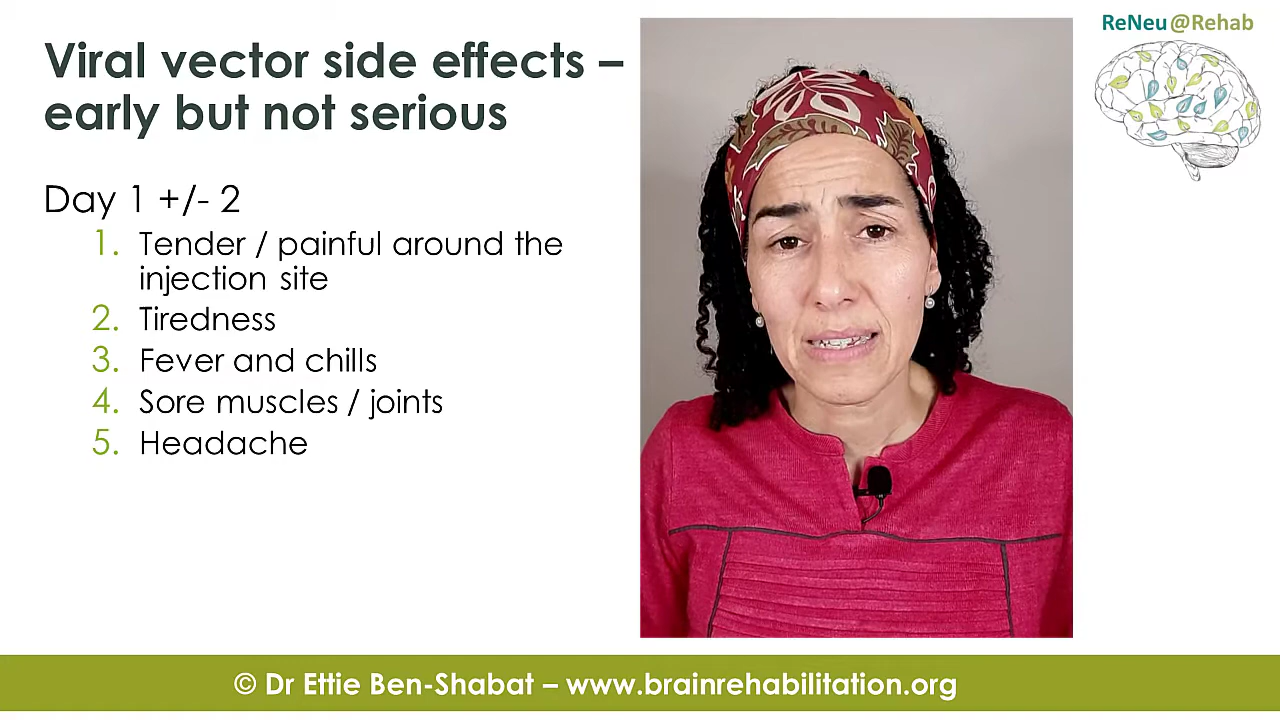 Viral vector side effects –
early but not serious
Day 1 +/- 2
1. Tender / painful around the
injection site
2. Tiredness
3. Fever and chills
4. Sore muscles / joints
5. Headache
ReNeu@Rehab
© Dr Ettie Ben-Shabat – www.brainrehabilitation.org